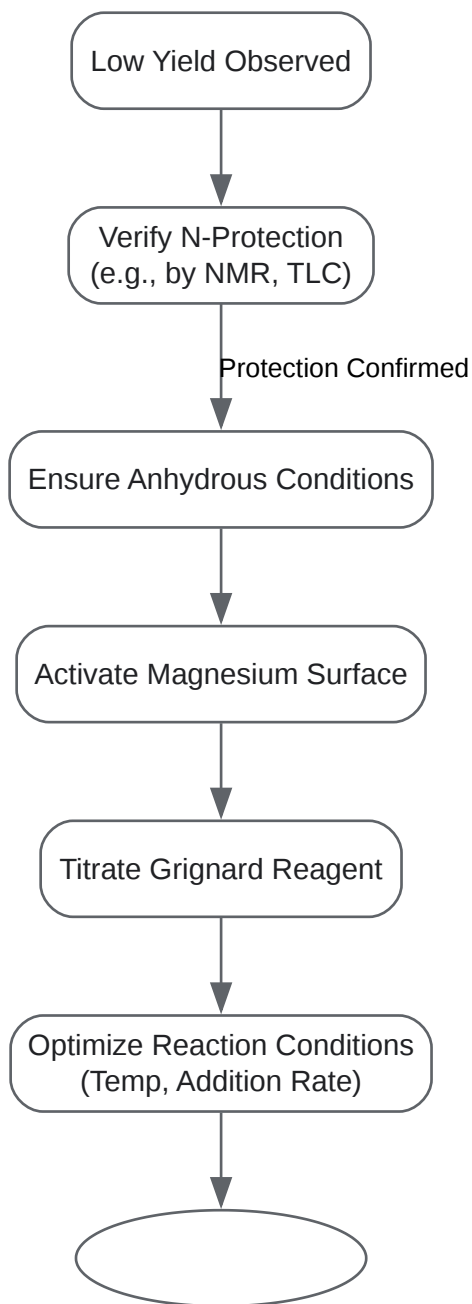 Low Yield Observed
Verify N-Protection
(e.g., by NMR, TLC)
Protection Confirmed
Ensure Anhydrous Conditions
Activate Magnesium Surface
Titrate Grignard Reagent
Optimize Reaction Conditions
(Temp, Addition Rate)